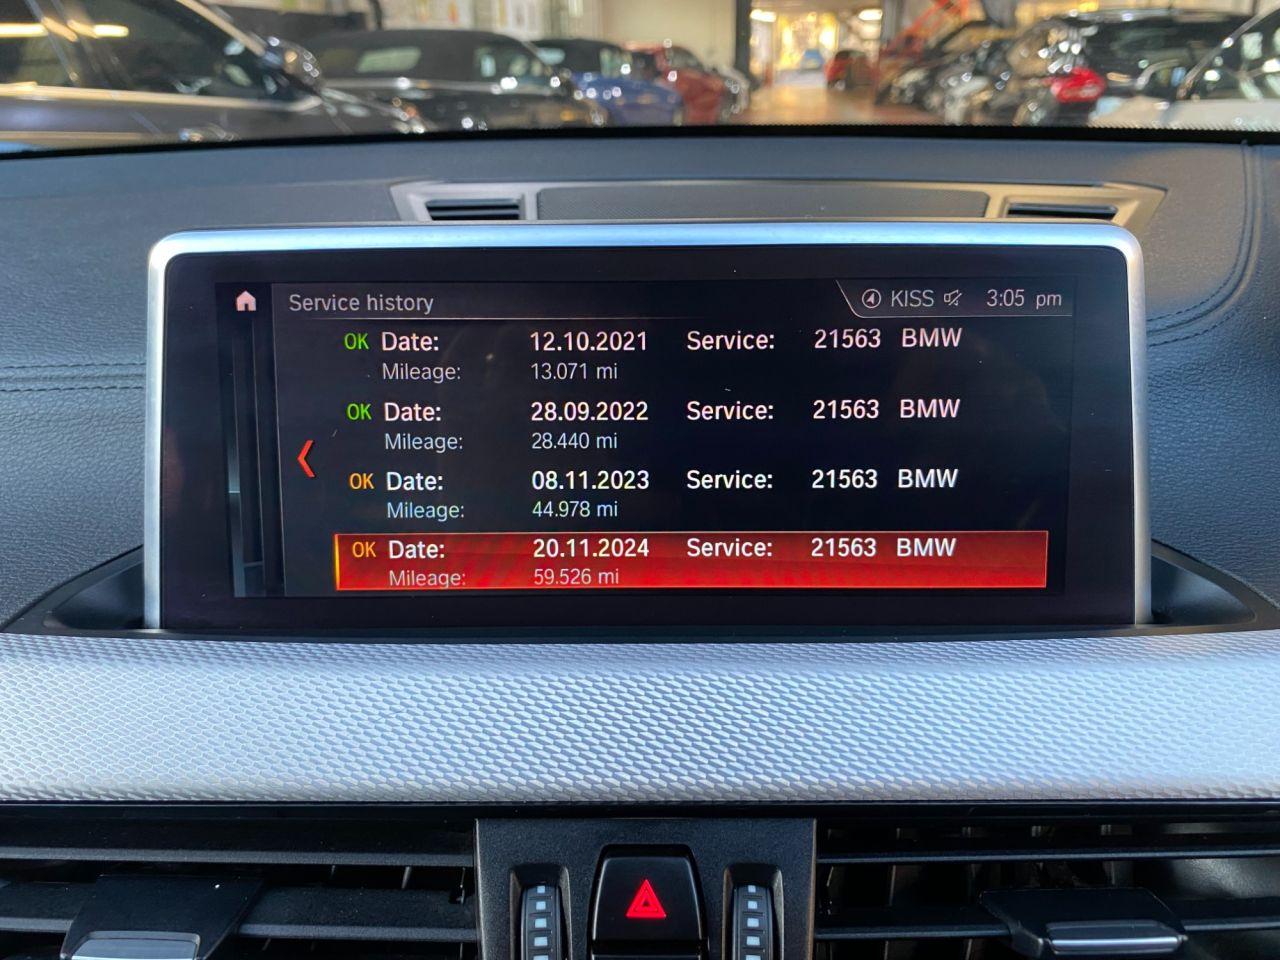 Service history KISS 3:05 pm
OK Date: 12.10.2021 Service: 21563 BMW
Mileage: 13.071 mi
OK Date: 28.09.2022 Service: 21563 BMW
Mileage: 28.440 mi
OK Date: 08.11.2023 Service: 21563 BMW
Mileage: 44.978 mi
OK Date: 20.11.2024 Service: 21563 BMW
Mileage: 59.526 mi